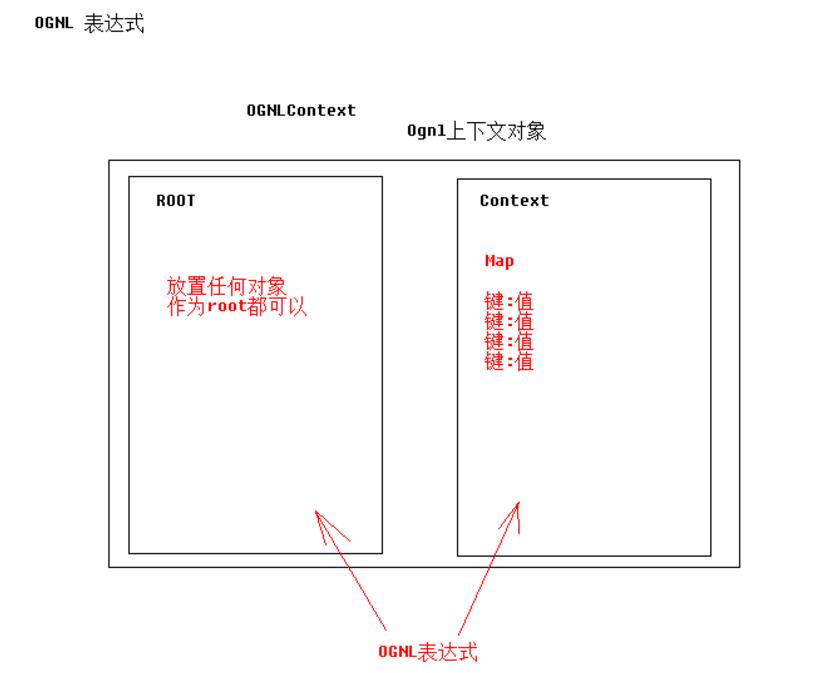 OGNL 表达式
OGNLContext
Ognl上下文对象
ROOT
放置任何对象
作为root都可以
Context
Map
键:值
键:值
键:值
键:值
OGNL表达式